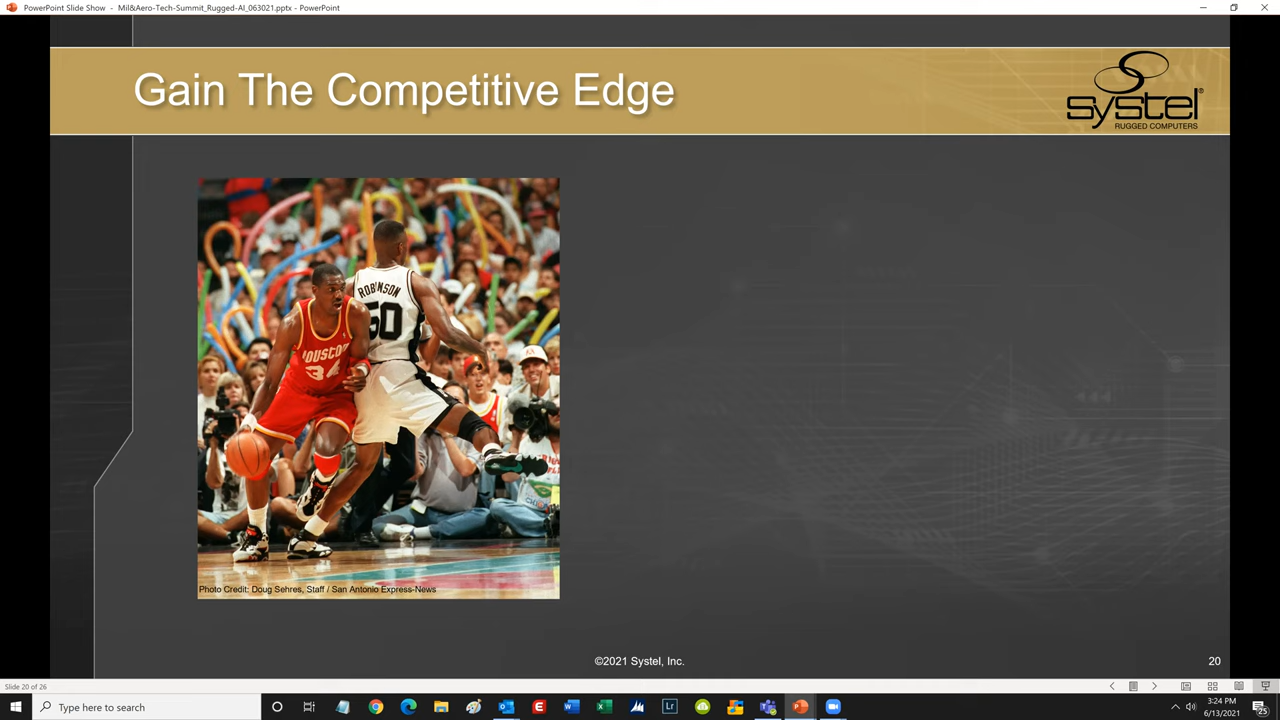 PowerPoint Slide Show - Mil&Aero-Tech-Summit_Rugged-AI_063021.pptx - PowerPoint
Gain The Competitive Edge
systel®
RUGGED COMPUTERS
ROBINSON
50
HOUSTON
34
Photo Credit: Doug Sehres, Staff / San Antonio Express-News
©2021 Systel, Inc.
20
Slide 20 of 26
Type here to search
3:24 PM
6/13/2021
25